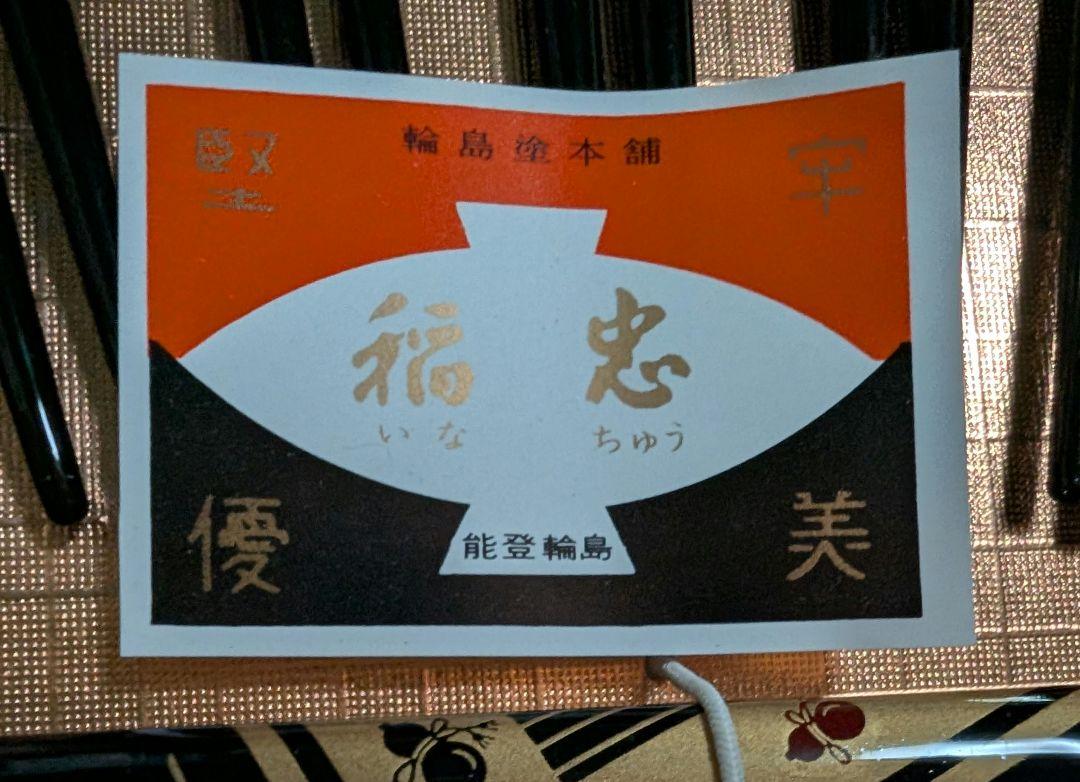 輪島塗本舗
堅牢
稲忠
いなちゅう
能登輪島
優美